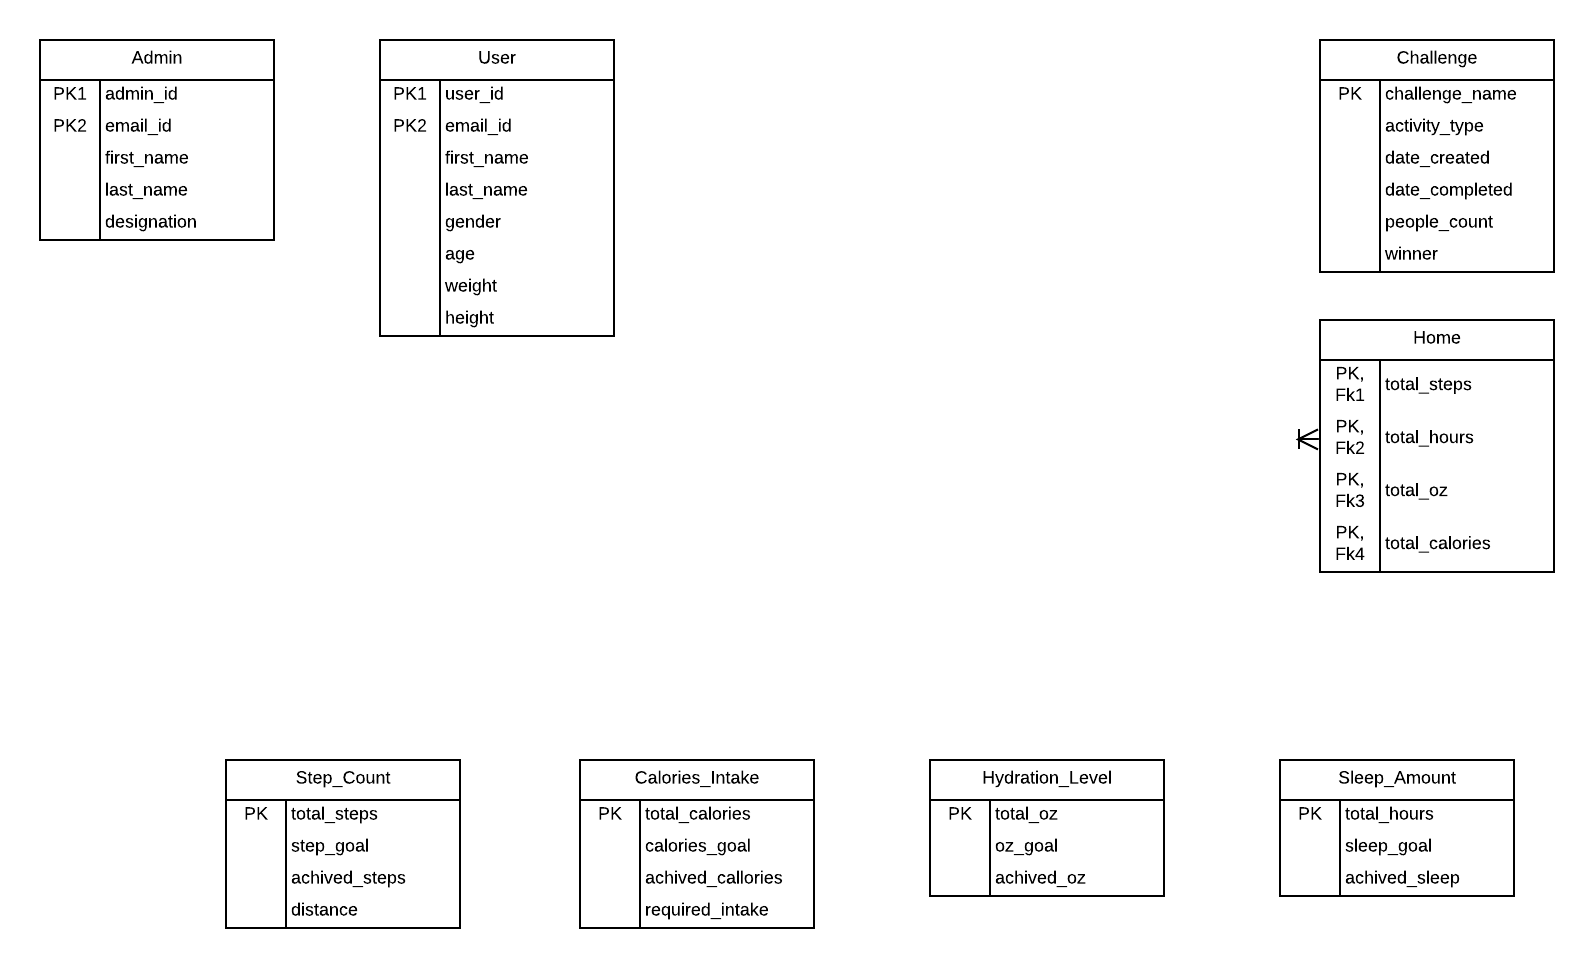 Admin
PK1 admin_id
PK2 email_id
first_name
last_name
designation
User
PK1 user_id
PK2 email_id
first_name
last_name
gender
age
weight
height
Challenge
PK challenge_name
activity_type
date_created
date_completed
people_count
winner
Home
PK,
Fk1 total_steps
PK,
Fk2 total_hours
PK,
Fk3 total_oz
PK,
Fk4 total_calories
Step_Count
PK total_steps
step_goal
achived_steps
distance
Calories_Intake
PK total_calories
calories_goal
achived_callories
required_intake
Hydration_Level
PK total_oz
oz_goal
achived_oz
Sleep_Amount
PK total_hours
sleep_goal
achived_sleep